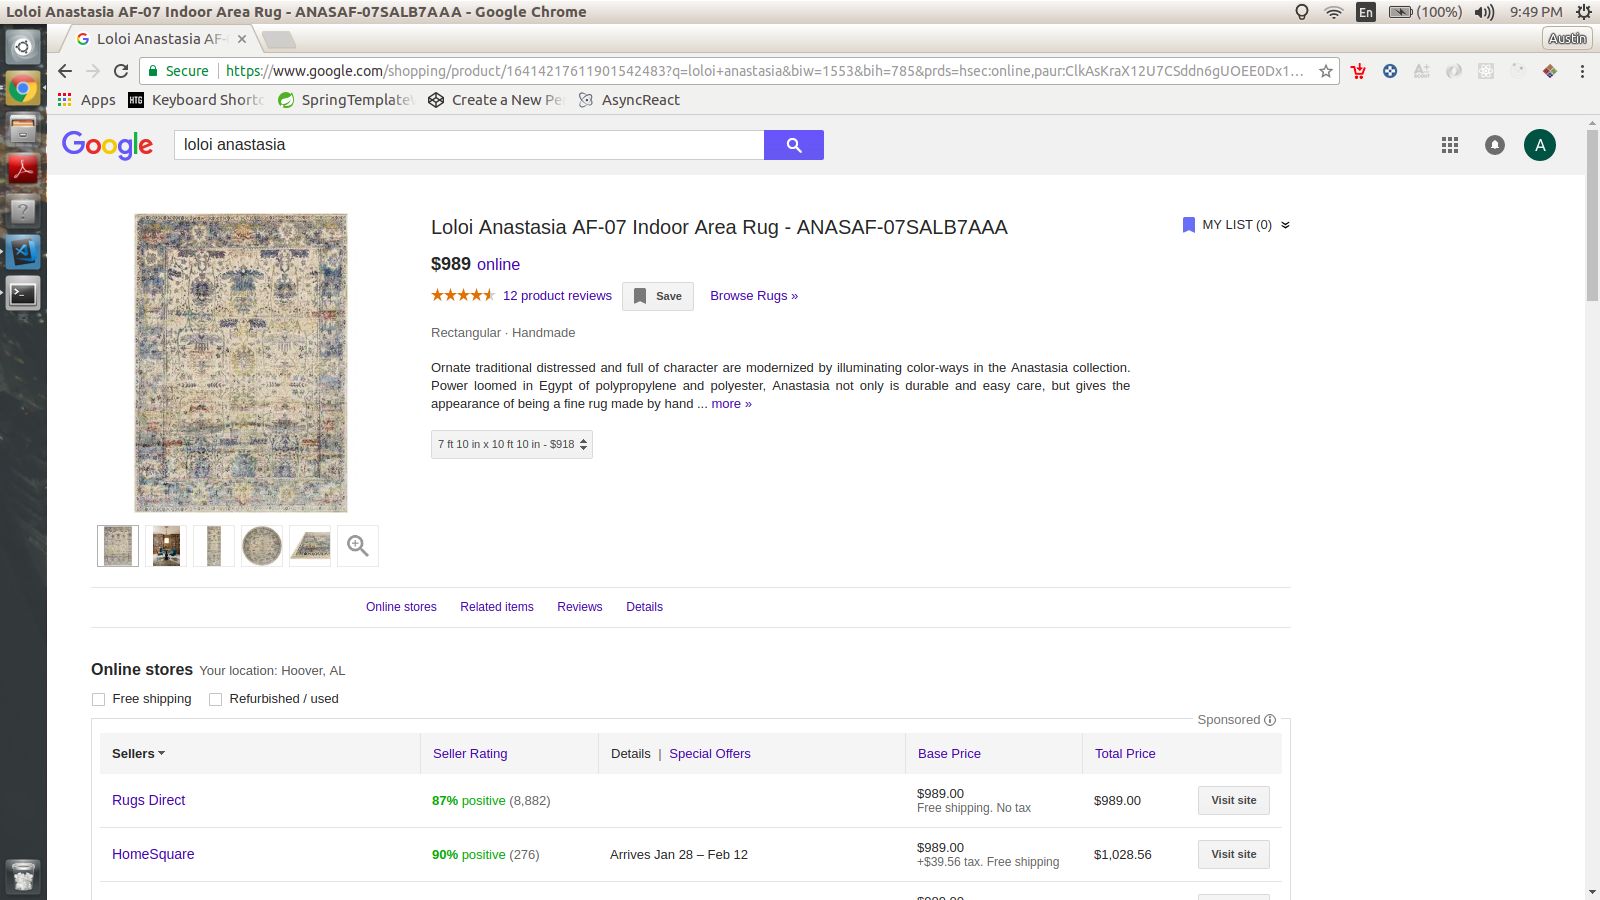 Loloi Anastasia AF-07 Indoor Area Rug - ANASAF-07SALB7AAA - Google Chrome
En (100%) 9:49 PM
Loloi Anastasia AF-
Austin
Secure https://www.google.com/shopping/product/16414217611901542483?q=loloi+anastasia&biw=1553&bih=785&prds=hsec:online,paur:ClkAsKraX12U7CSddn6gUOEE0Dx1...
Apps HTG Keyboard Shortc SpringTemplate Create a New Pe AsyncReact
Google loloi anastasia A
Loloi Anastasia AF-07 Indoor Area Rug - ANASAF-07SALB7AAA
MY LIST (0)
$989 online
12 product reviews Save Browse Rugs »
Rectangular · Handmade
Ornate traditional distressed and full of character are modernized by illuminating color-ways in the Anastasia collection.
Power loomed in Egypt of polypropylene and polyester, Anastasia not only is durable and easy care, but gives the
appearance of being a fine rug made by hand ... more »
7 ft 10 in x 10 ft 10 in - $918
Online stores Related items Reviews Details
Online stores Your location: Hoover, AL
Free shipping Refurbished / used
Sponsored
Sellers Seller Rating Details | Special Offers Base Price Total Price
Rugs Direct 87% positive (8,882) $989.00 $989.00 Visit site
Free shipping. No tax
HomeSquare 90% positive (276) Arrives Jan 28 – Feb 12 $989.00 $1,028.56 Visit site
+$39.56 tax. Free shipping